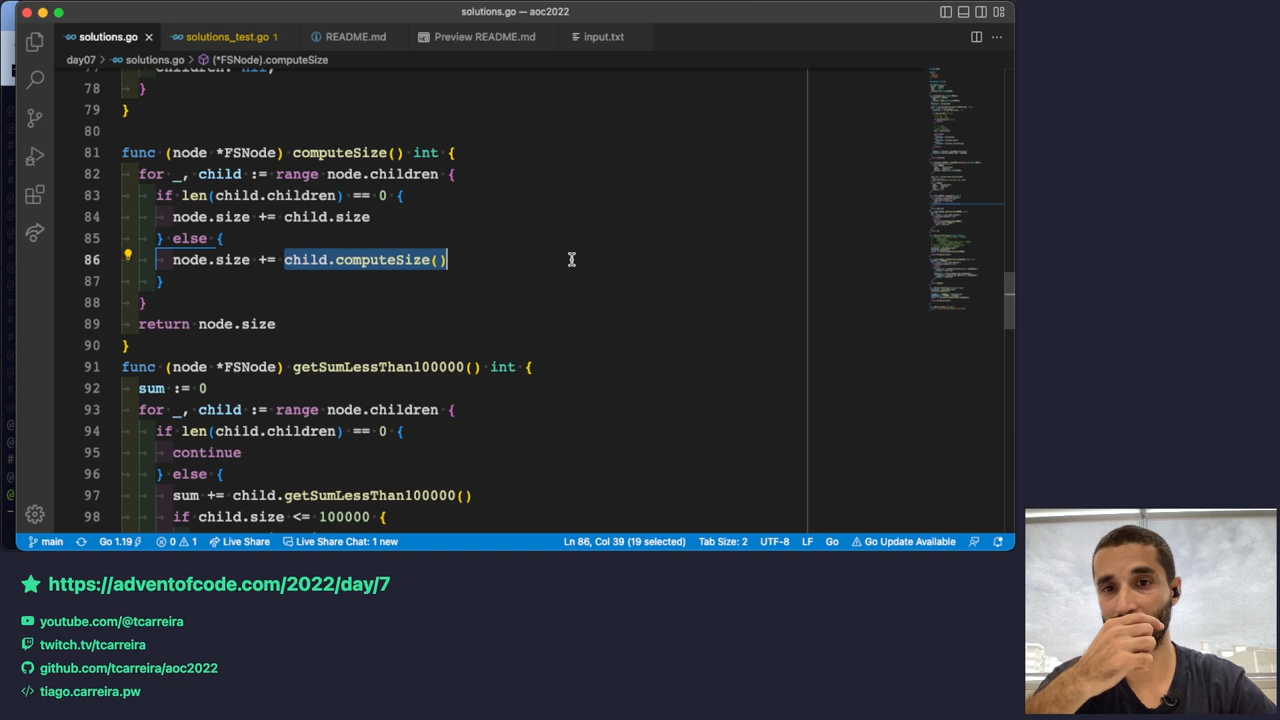 solutions.go — aoc2022
solutions.go
solutions_test.go 1
README.md
Preview README.md
input.txt
day07 > solutions.go > (*FSNode).computeSize
78 }
79 }
80
81 func (node *FSNode) computeSize() int {
82 for _, child := range node.children {
83 if len(child.children) == 0 {
84 node.size += child.size
85 } else {
86 node.size += child.computeSize()
87 }
88 }
89 return node.size
90 }
91 func (node *FSNode) getSumLessThan100000() int {
92 sum := 0
93 for _, child := range node.children {
94 if len(child.children) == 0 {
95 continue
96 } else {
97 sum += child.getSumLessThan100000()
98 if child.size <= 100000 {
main Go 1.19 0 1 Live Share Live Share Chat: 1 new Ln 86, Col 39 (19 selected) Tab Size: 2 UTF-8 LF Go Go Update Available
https://adventofcode.com/2022/day/7
youtube.com/@tcarreira
twitch.tv/tcarreira
github.com/tcarreira/aoc2022
tiago.carreira.pw